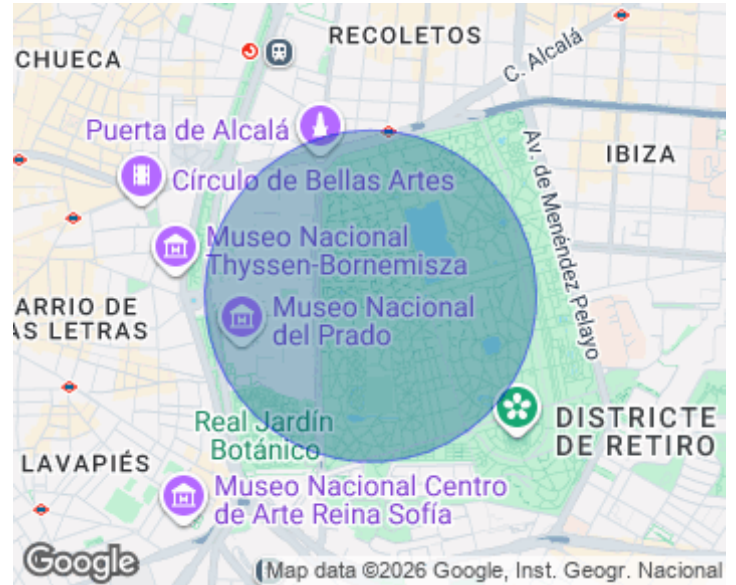 RECOLETOS
CHUECA
C. Alcalá
Puerta de Alcalá
IBIZA
Círculo de Bellas Artes
Av. de Menéndez Pelayo
Museo Nacional
Thyssen-Bornemisza
ARRIO DE
AS LETRAS
Museo Nacional
del Prado
Real Jardín
Botánico
DISTRICTE
DE RETIRO
LAVAPIÉS
Museo Nacional Centro
de Arte Reina Sofía
Google
Map data ©2026 Google, Inst. Geogr. Nacional